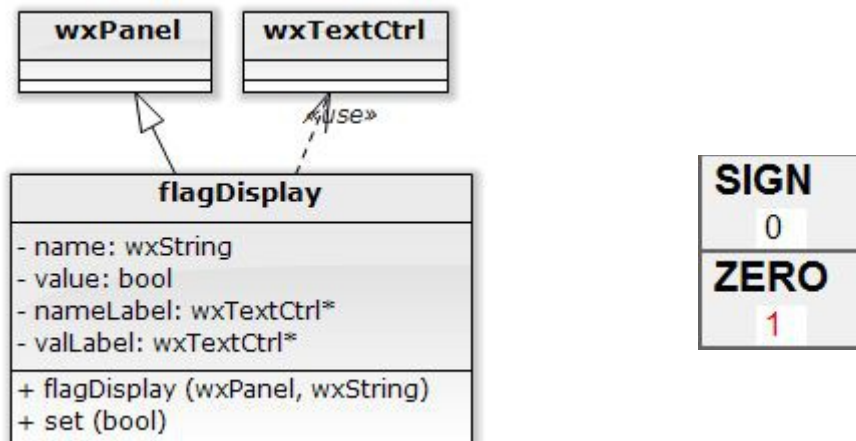 wxPanel
wxTextCtrl
«use»
flagDisplay
- name: wxString
- value: bool
- nameLabel: wxTextCtrl*
- valLabel: wxTextCtrl*
+ flagDisplay (wxPanel, wxString)
+ set (bool)
SIGN
0
ZERO
1